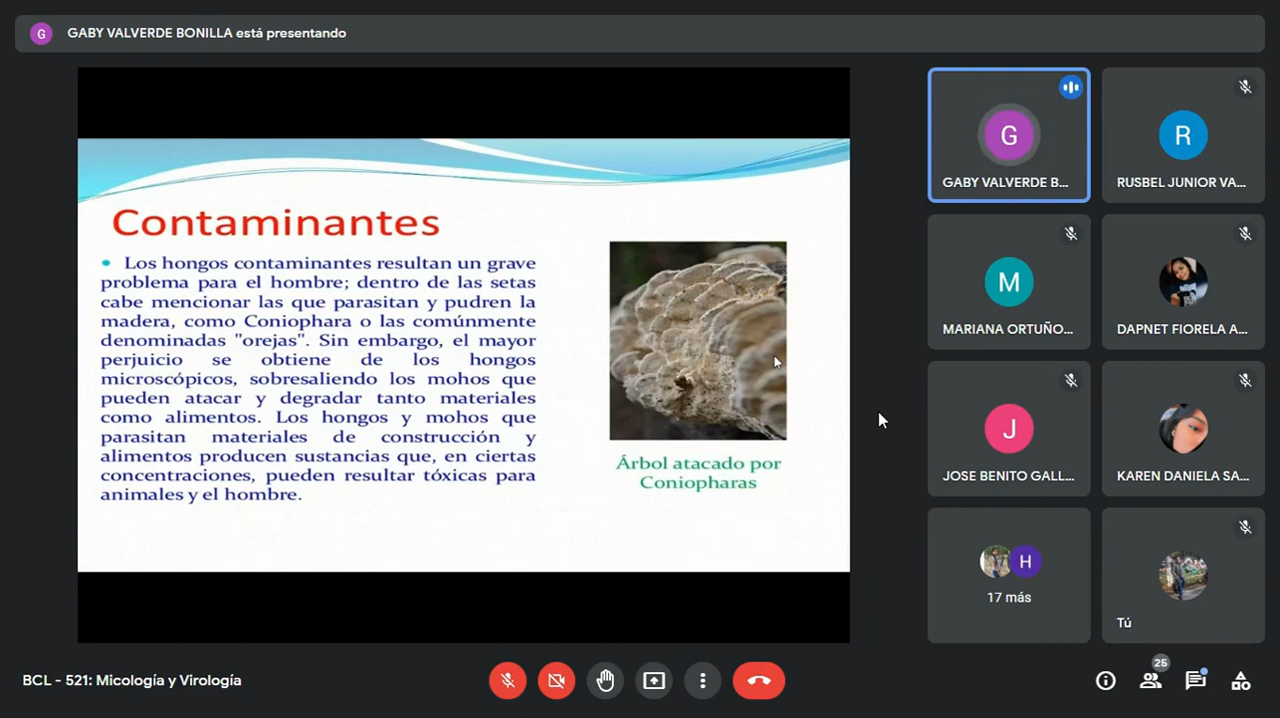 G
GABY VALVERDE BONILLA está presentando
Contaminantes
Los hongos contaminantes resultan un grave
problema para el hombre; dentro de las setas
cabe mencionar las que parasitan y pudren la
madera, como Coniophara o las comúnmente
denominadas "orejas". Sin embargo, el mayor
perjuicio se obtiene de los hongos
microscópicos, sobresaliendo los mohos que
pueden atacar y degradar tanto materiales
como alimentos. Los hongos y mohos que
parasitan materiales de construcción y
alimentos producen sustancias que, en ciertas
concentraciones, pueden resultar tóxicas para
animales y el hombre.
Árbol atacado por
Coniopharas
G
GABY VALVERDE B...
R
RUSBEL JUNIOR VA...
M
MARIANA ORTUÑO...
DAPNET FIORELA A...
J
JOSE BENITO GALL...
KAREN DANIELA SA...
H
17 más
Tú
BCL - 521: Micología y Virología
25